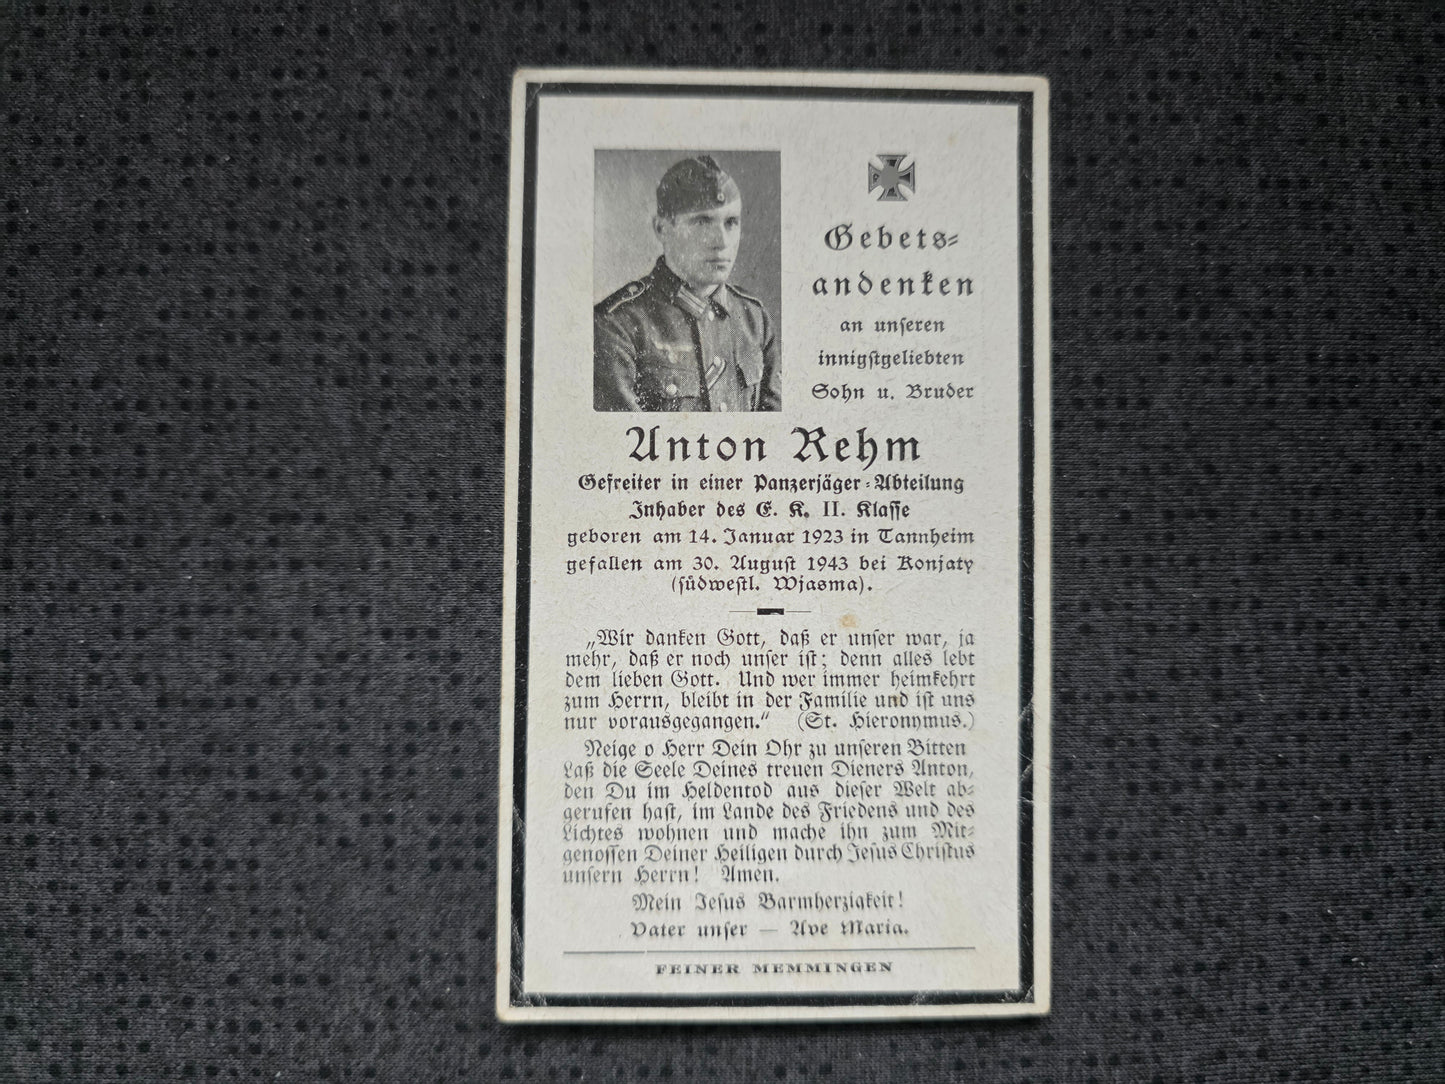 Gebets-
andenken
an unseren
innigstgeliebten
Sohn u. Bruder
Anton Rehm
Gefreiter in einer Panzerjäger-Abteilung
Inhaber des E. K. II. Klasse
geboren am 14. Januar 1923 in Tannheim
gefallen am 30. August 1943 bei Konjaty
(südwestl. Wjasma).
„Wir danken Gott, daß er unser war, ja
mehr, daß er noch unser ist; denn alles lebt
dem lieben Gott. Und wer immer heimkehrt
zum Herrn, bleibt in der Familie und ist uns
nur vorausgegangen.“ (St. Hieronymus.)
Neige o Herr Dein Ohr zu unseren Bitten
Laß die Seele Deines treuen Dieners Anton,
den Du im Heldentod aus dieser Welt ab-
gerufen hast, im Lande des Friedens und des
Lichtes wohnen und mache ihn zum Mit-
genossen Deiner Heiligen durch Jesus Christus
unsern Herrn! Amen.
Mein Jesus Barmherzigkeit!
Vater unser — Ave Maria.
FEINER MEMMINGEN